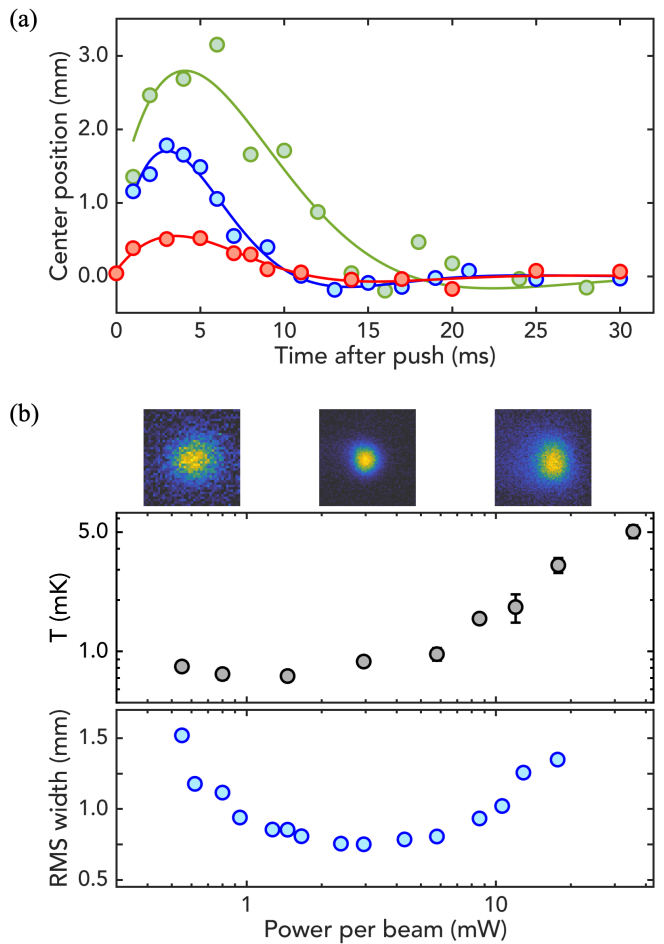 (a)
Center position (mm)
3.0
2.0
1.0
0.0
0 5 10 15 20 25 30
Time after push (ms)
(b)
T (mK)
5.0
1.0
RMS width (mm)
1.5
1.0
0.5
1 10
Power per beam (mW)